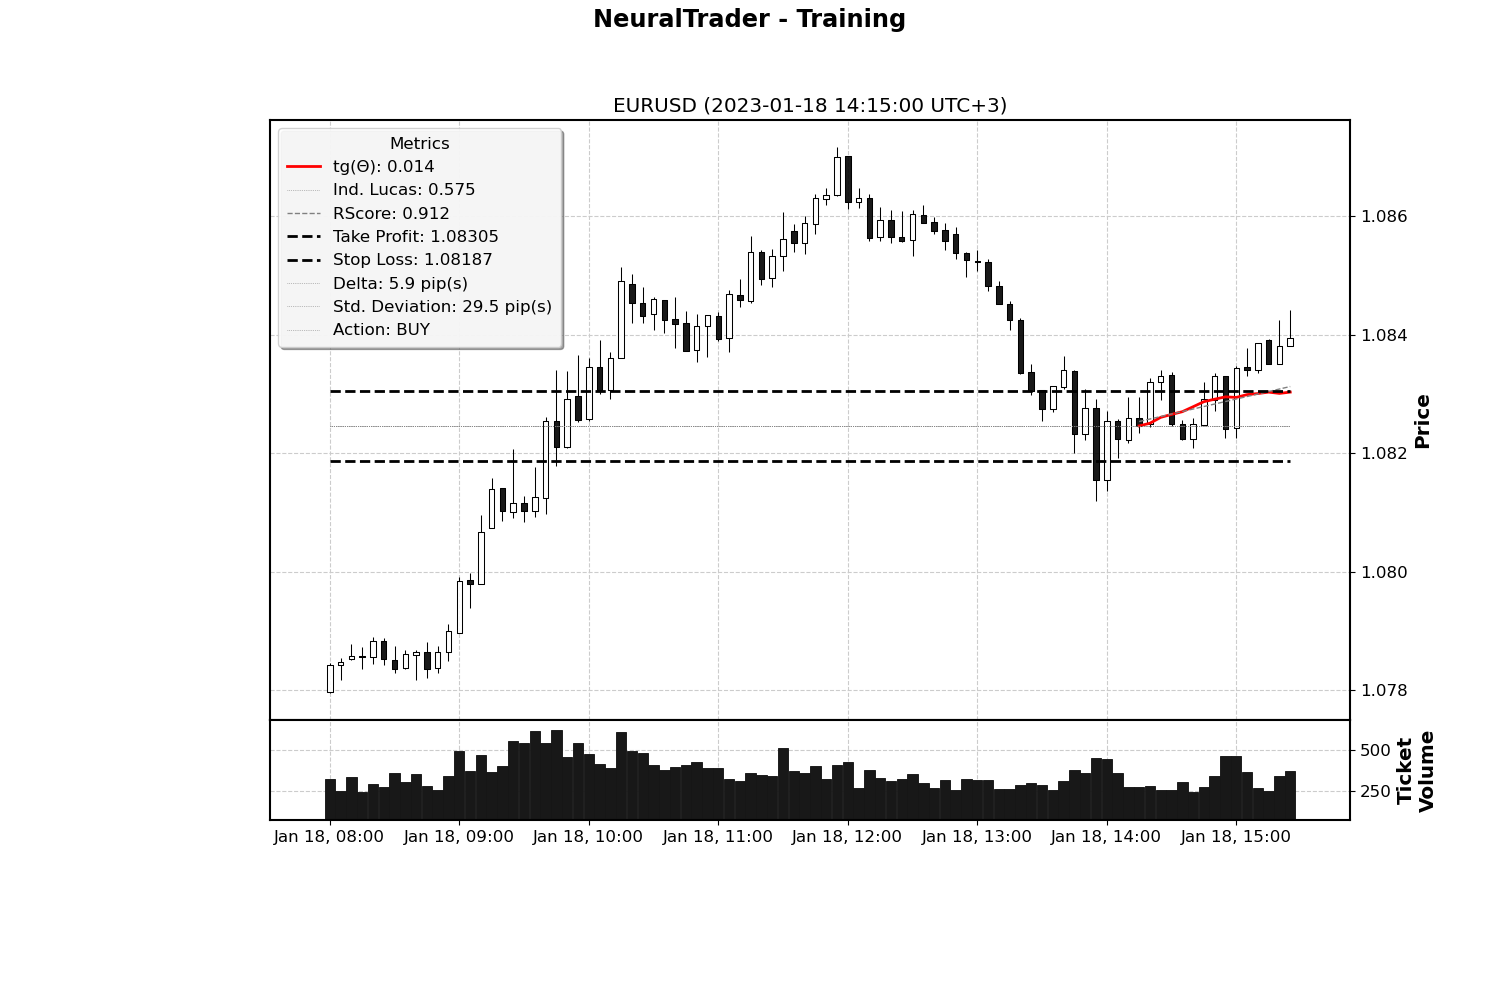 NeuralTrader - Training
EURUSD (2023-01-18 14:15:00 UTC+3)
Metrics
tg(Θ): 0.014
Ind. Lucas: 0.575
RScore: 0.912
Take Profit: 1.08305
Stop Loss: 1.08187
Delta: 5.9 pip(s)
Std. Deviation: 29.5 pip(s)
Action: BUY
1.086
1.084
1.082
1.080
1.078
Price
500
250
Ticket
Volume
Jan 18, 08:00
Jan 18, 09:00
Jan 18, 10:00
Jan 18, 11:00
Jan 18, 12:00
Jan 18, 13:00
Jan 18, 14:00
Jan 18, 15:00